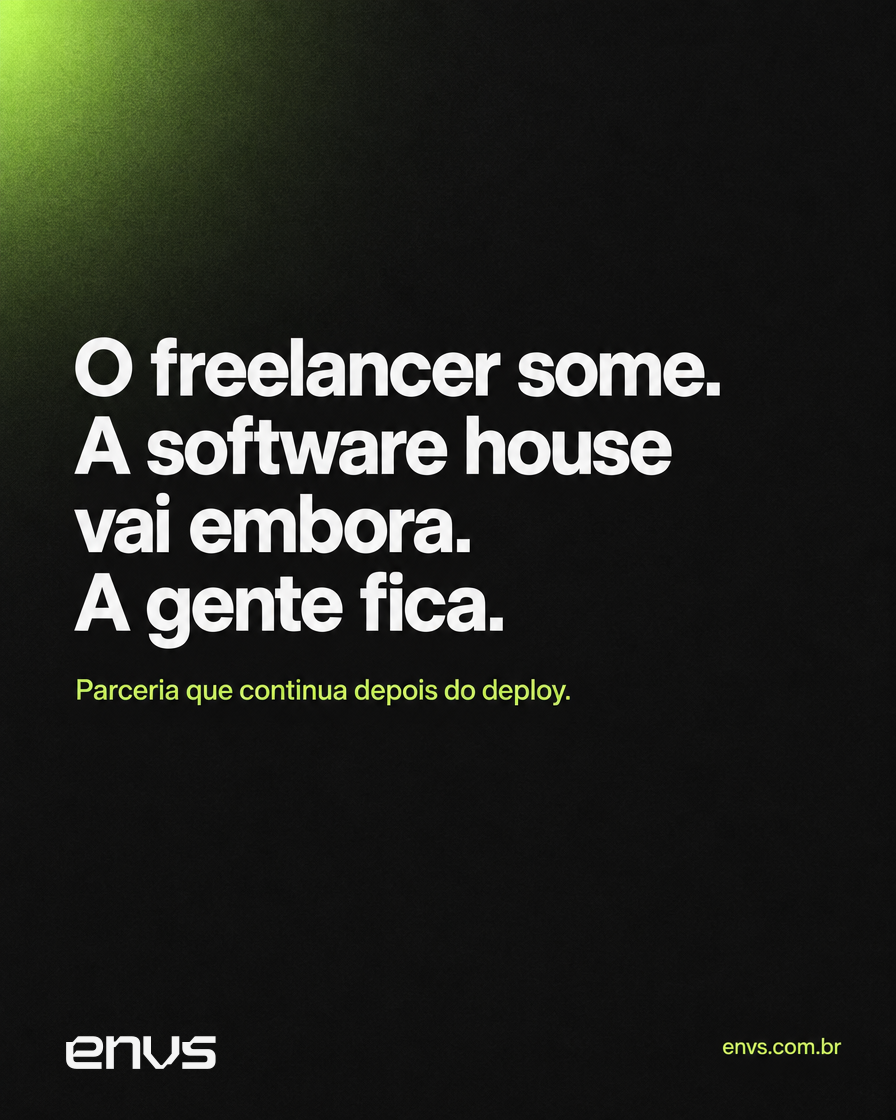 O freelancer some.
A software house
vai embora.
A gente fica.
Parceria que continua depois do deploy.
envs
envs.com.br